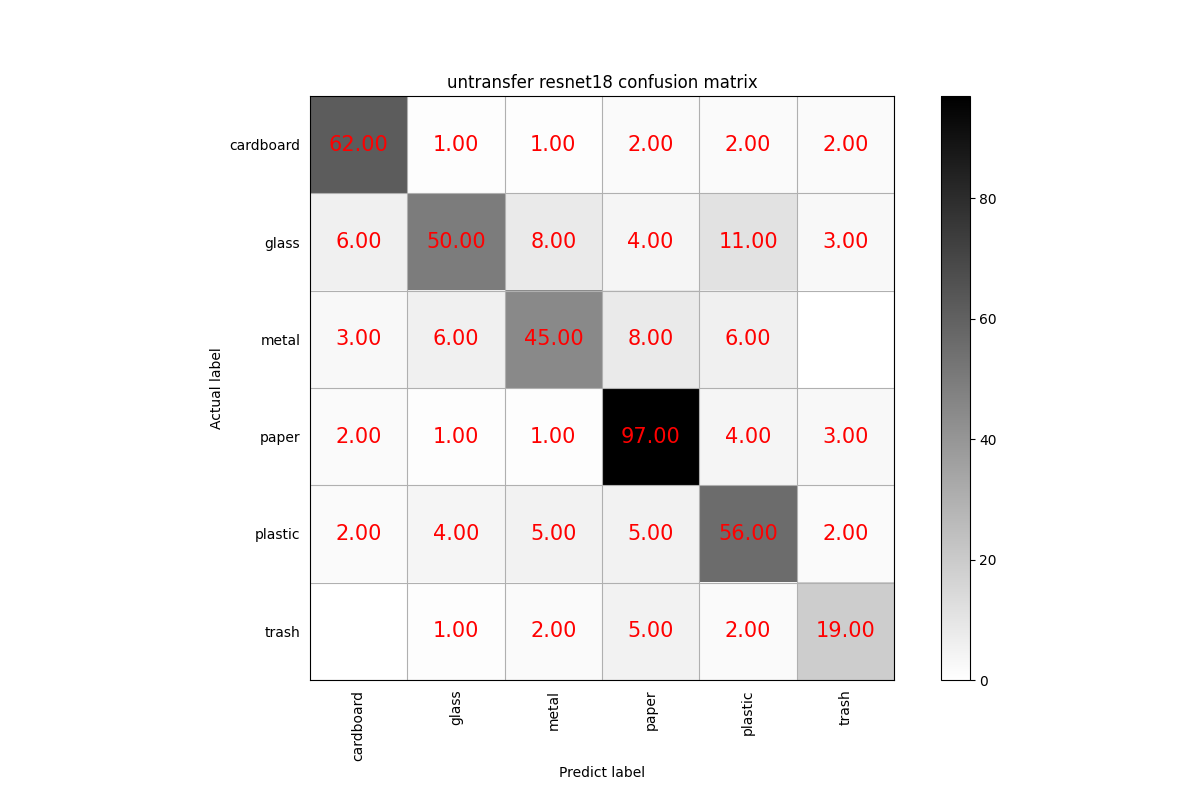 untransfer resnet18 confusion matrix
cardboard 62.00 1.00 1.00 2.00 2.00 2.00
glass 6.00 50.00 8.00 4.00 11.00 3.00
metal 3.00 6.00 45.00 8.00 6.00
paper 2.00 1.00 1.00 97.00 4.00 3.00
plastic 2.00 4.00 5.00 5.00 56.00 2.00
trash 1.00 2.00 5.00 2.00 19.00
Actual label
cardboard glass metal paper plastic trash
Predict label
80
60
40
20
0